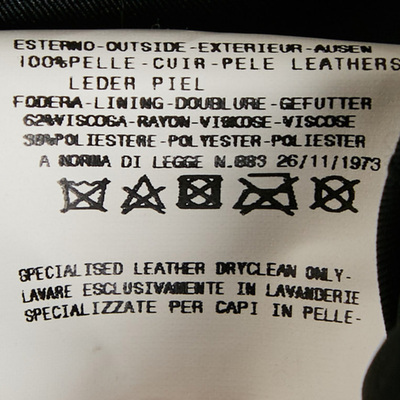 ESTERNO-OUTSIDE-EXTERIEUR-AUSEN
100%PELLE-CUIR-PELE LEATHERS
LEDER PIEL
FODERA-LINING-DOUBLURE-GEFUTTER
62%VISCOSA-RAYON-VISKOSE-VISCOSE
38%POLIESTERE-POLYESTER-POLIESTER
A NORMA DI LEGGE N.883 26/11/1973
SPECIALISED LEATHER DRYCLEAN ONLY-
LAVARE ESCLUSIVAMENTE IN LAVANDERIE
SPECIALIZZATE PER CAPI IN PELLE-